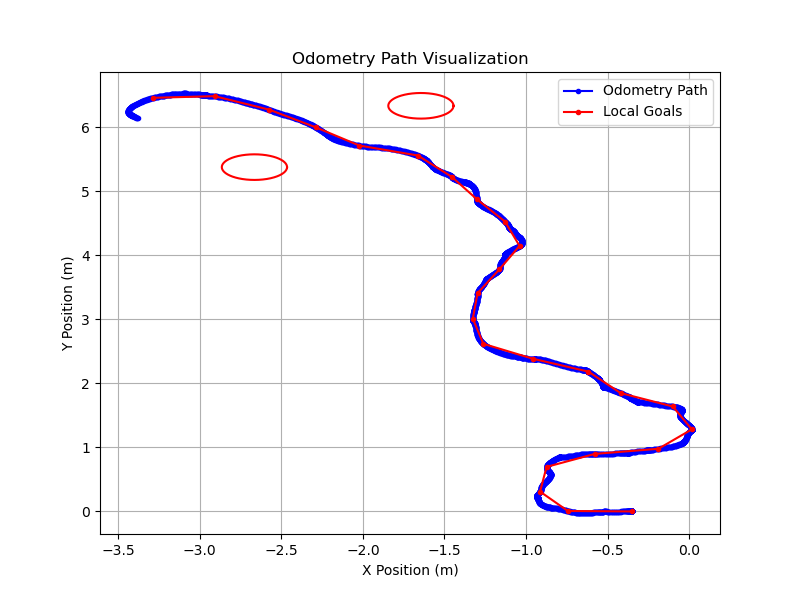 Odometry Path Visualization
Odometry Path
Local Goals
Y Position (m)
6
5
4
3
2
1
0
−3.5 −3.0 −2.5 −2.0 −1.5 −1.0 −0.5 0.0
X Position (m)